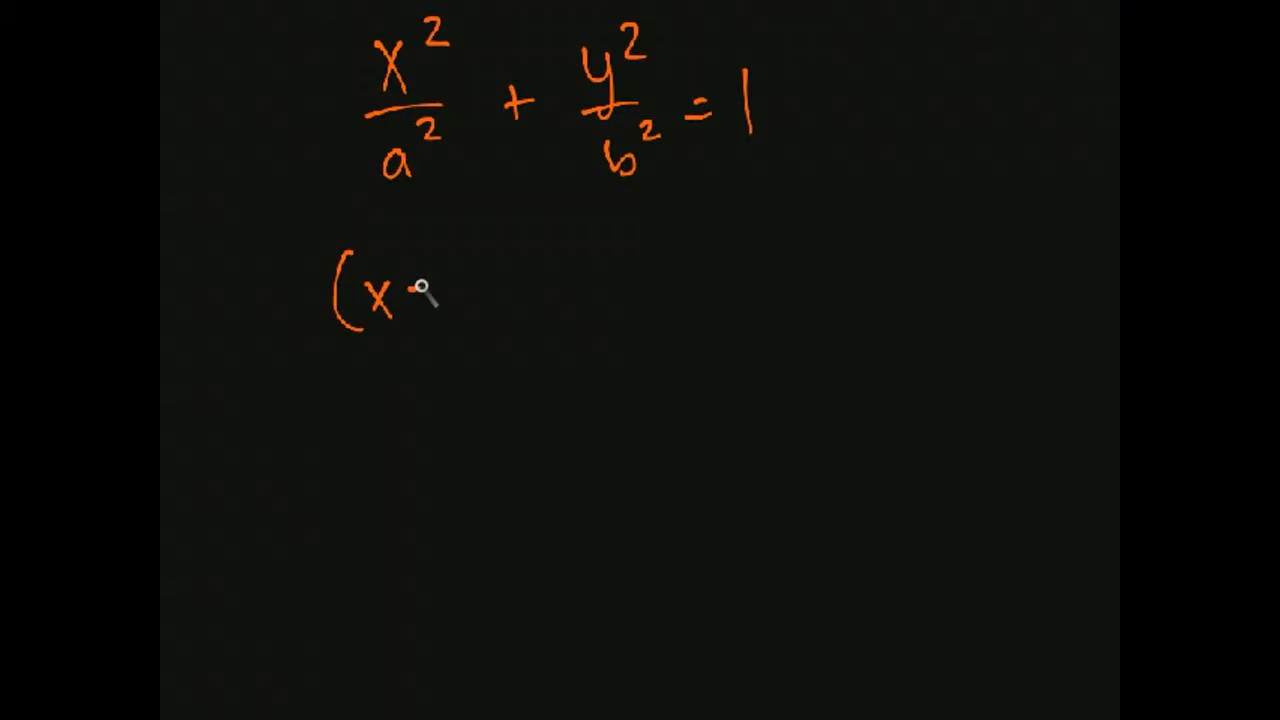 x²/a² + y²/b² = 1
(x -